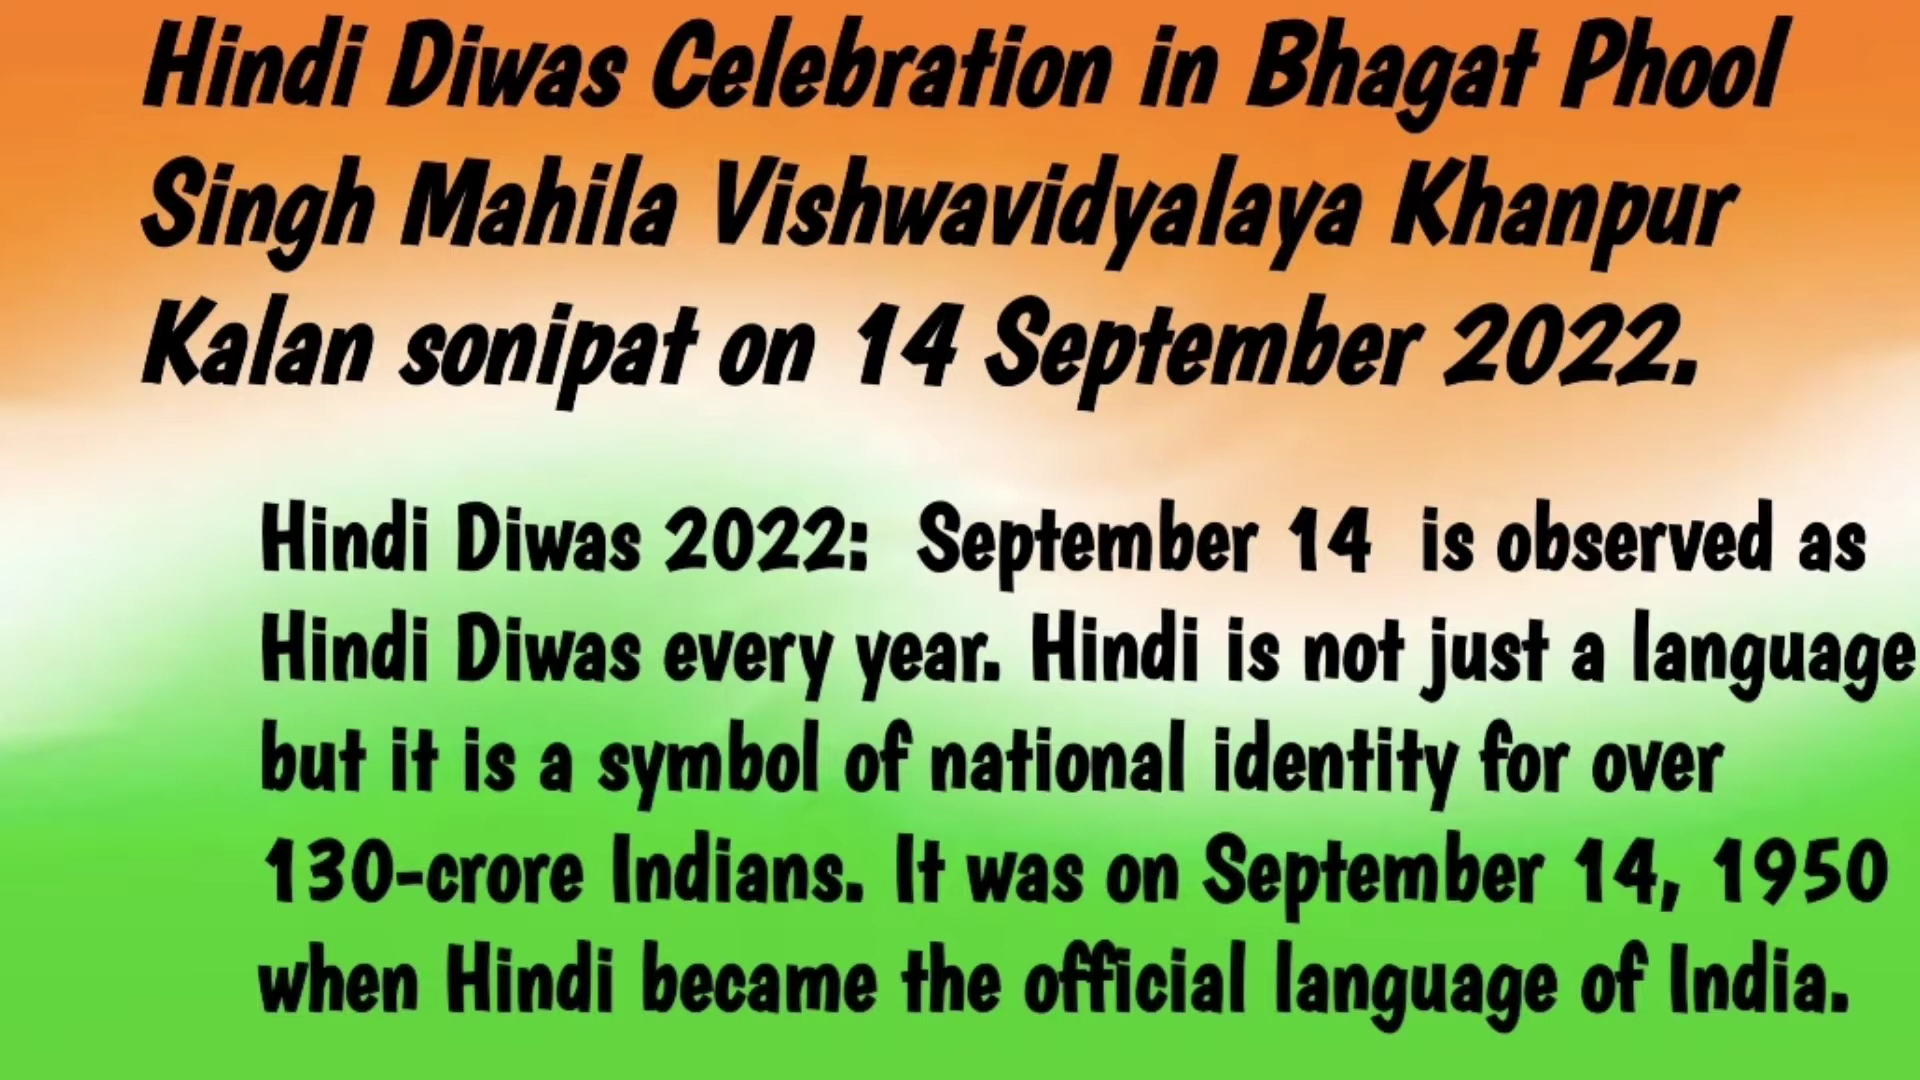 Hindi Diwas Celebration in Bhagat Phool
Singh Mahila Vishwavidyalaya Khanpur
Kalan sonipat on 14 September 2022.
Hindi Diwas 2022: September 14 is observed as
Hindi Diwas every year. Hindi is not just a language
but it is a symbol of national identity for over
130-crore Indians. It was on September 14, 1950
when Hindi became the official language of India.